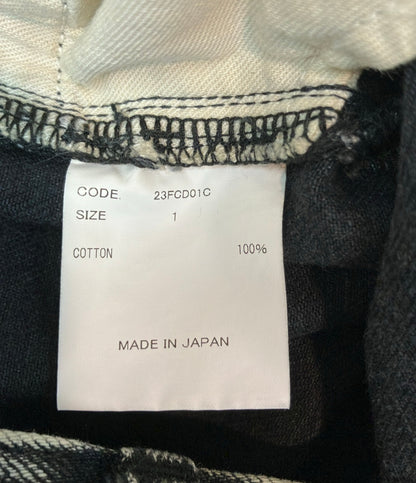 CODE. 23FCD01C
SIZE 1
COTTON 100%
MADE IN JAPAN